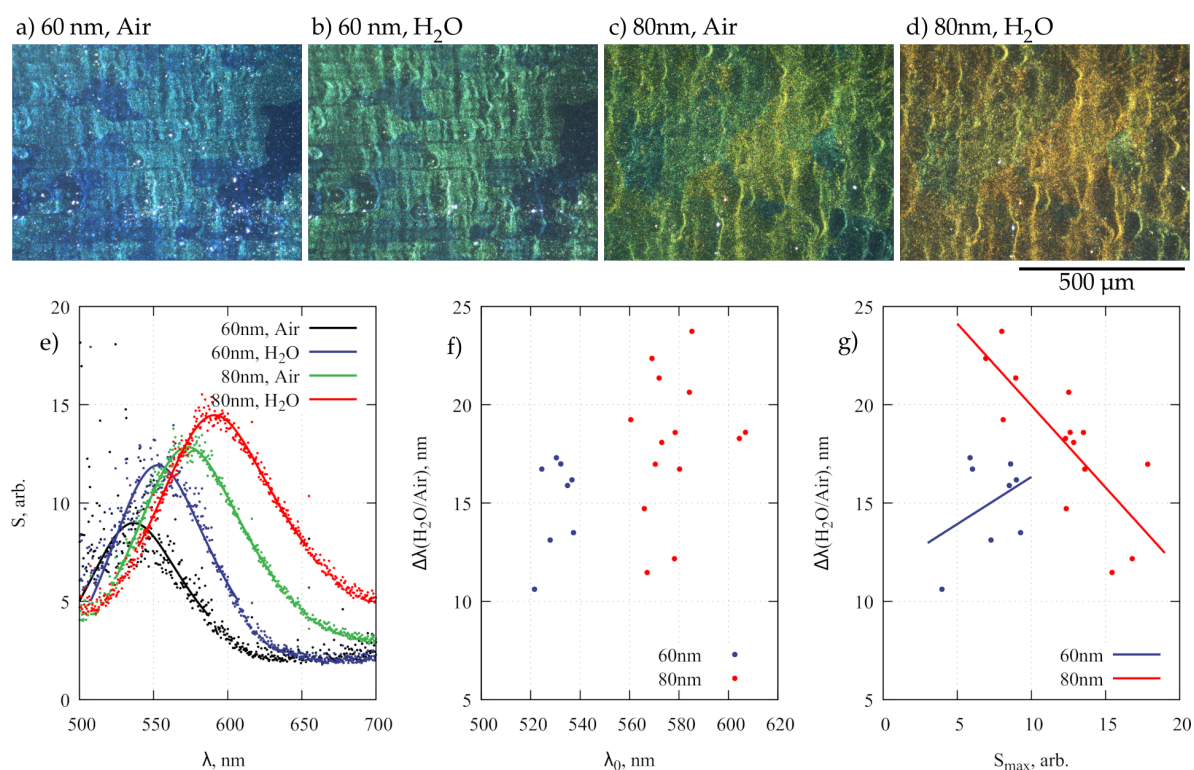 a) 60 nm, Air
b) 60 nm, H₂O
c) 80nm, Air
d) 80nm, H₂O
500 µm
e)
20
15
10
5
0
S, arb.
60nm, Air
60nm, H₂O
80nm, Air
80nm, H₂O
500 550 600 650 700
λ, nm
f)
25
20
15
10
5
Δλ(H₂O/Air), nm
60nm
80nm
500 520 540 560 580 600 620
λ₀, nm
g)
25
20
15
10
5
Δλ(H₂O/Air), nm
60nm
80nm
0 5 10 15 20
Sₘₐₓ, arb.